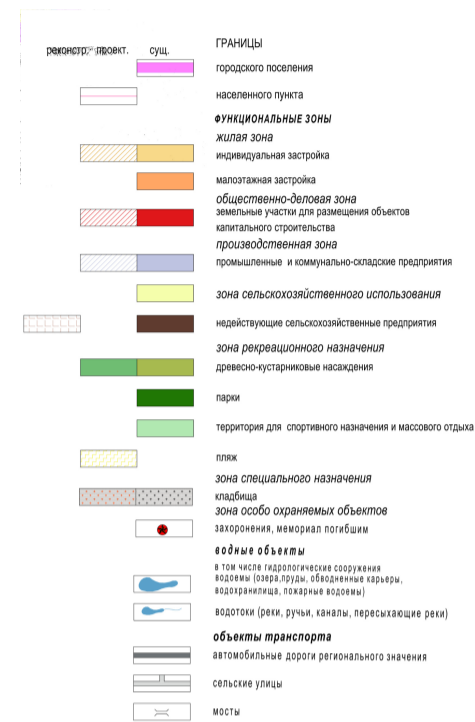 ГРАНИЦЫ
реконстр. проект. сущ.
городского поселения
населенного пункта
ФУНКЦИОНАЛЬНЫЕ ЗОНЫ
жилая зона
индивидуальная застройка
малоэтажная застройка
общественно-деловая зона
земельные участки для размещения объектов
капитального строительства
производственная зона
промышленные и коммунально-складские предприятия
зона сельскохозяйственного использования
недействующие сельскохозяйственные предприятия
зона рекреационного назначения
древесно-кустарниковые насаждения
парки
территория для спортивного назначения и массового отдыха
пляж
зона специального назначения
кладбища
зона особо охраняемых объектов
захоронения, мемориал погибшим
водные объекты
в том числе гидрологические сооружения
водоемы (озера,пруды, обводненные карьеры,
водохранилища, пожарные водоемы)
водотоки (реки, ручьи, каналы, пересыхающие реки)
объекты транспорта
автомобильные дороги регионального значения
сельские улицы
мосты